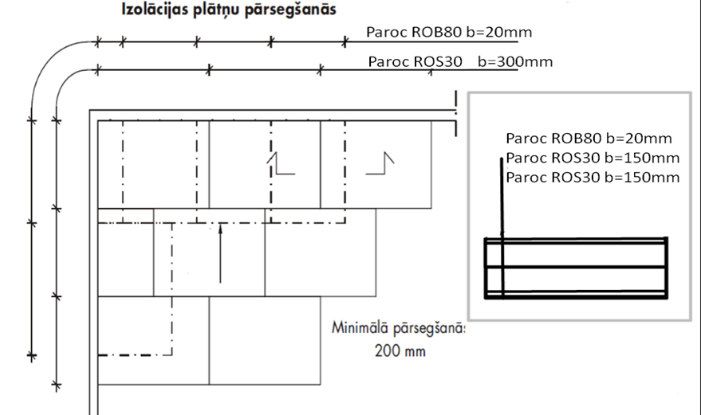 Izolācijas plātņu pārsegšanās
Paroc ROB80 b=20mm
Paroc ROS30 b=300mm
Paroc ROB80 b=20mm
Paroc ROS30 b=150mm
Paroc ROS30 b=150mm
Minimālā pārsegšanās
200 mm